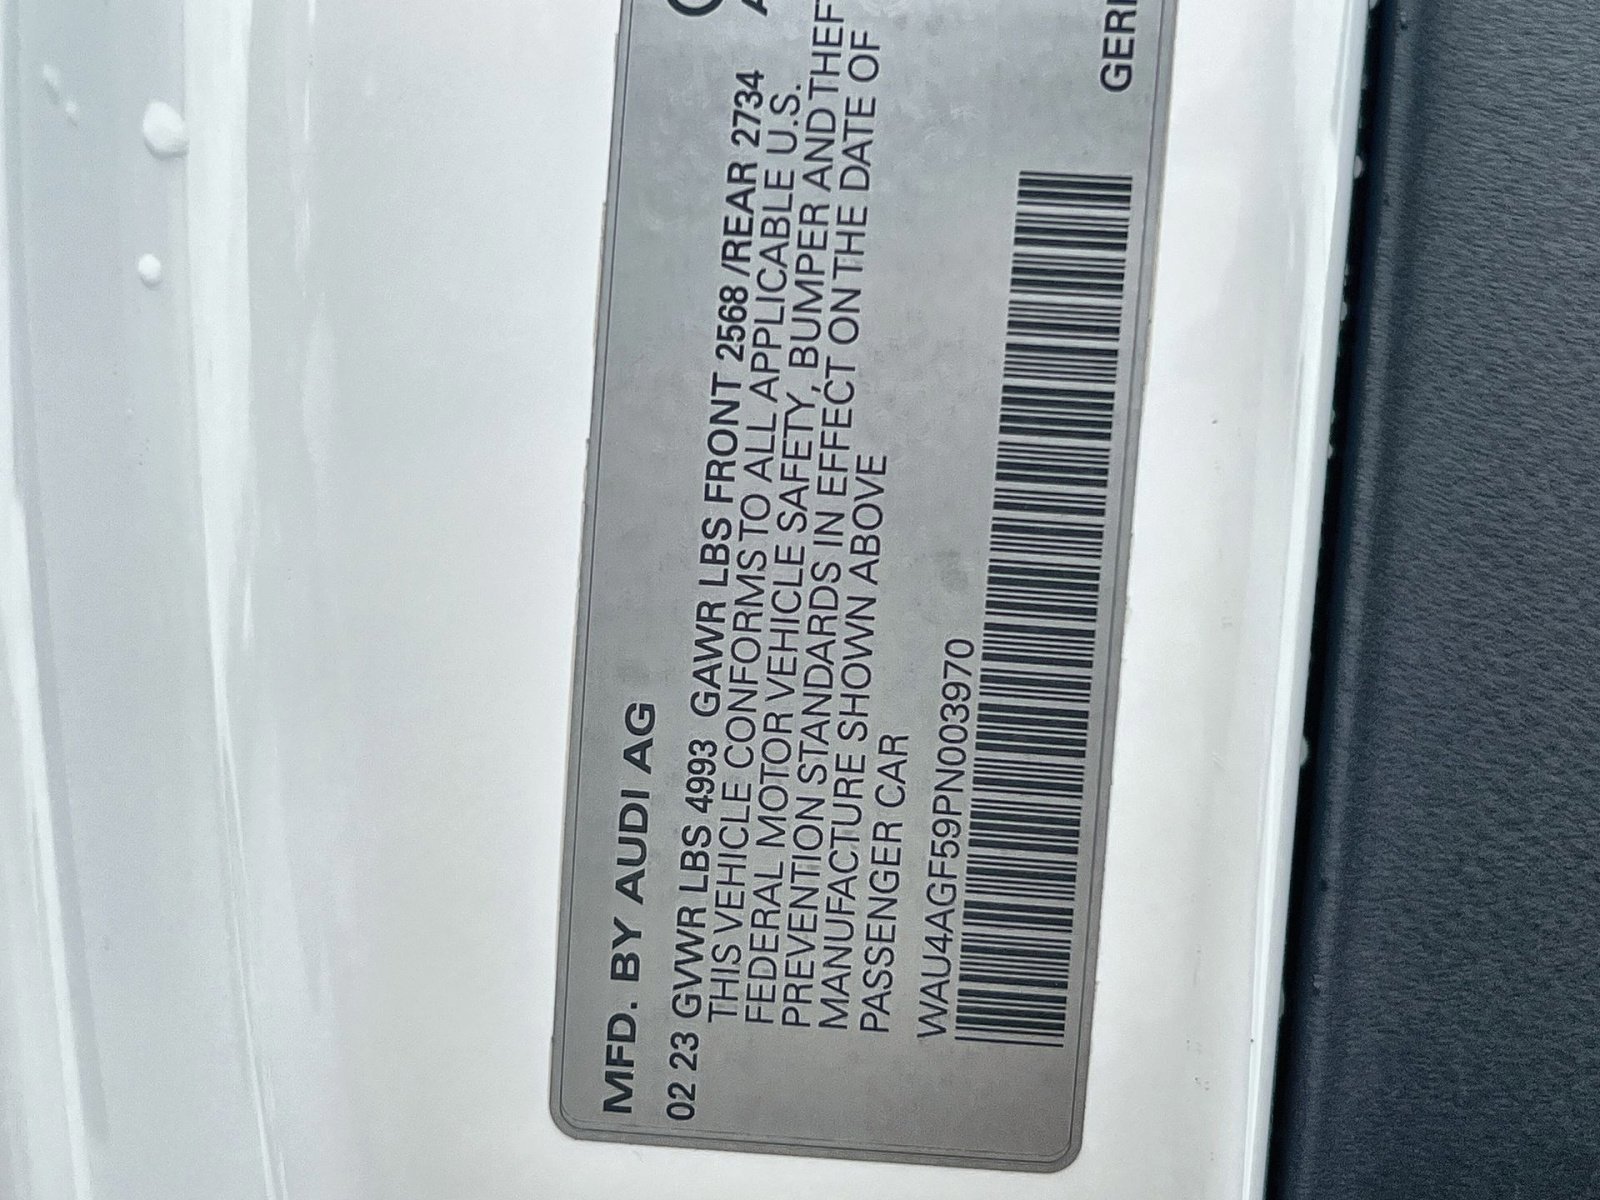 MFD. BY AUDI AG
02 23 GVWR LBS 4993 GAWR LBS FRONT 2568 /REAR 2734
THIS VEHICLE CONFORMS TO ALL APPLICABLE U.S.
FEDERAL MOTOR VEHICLE SAFETY, BUMPER AND THEF
PREVENTION STANDARDS IN EFFECT ON THE DATE OF
MANUFACTURE SHOWN ABOVE
PASSENGER CAR
WAU4AGF59PN003970